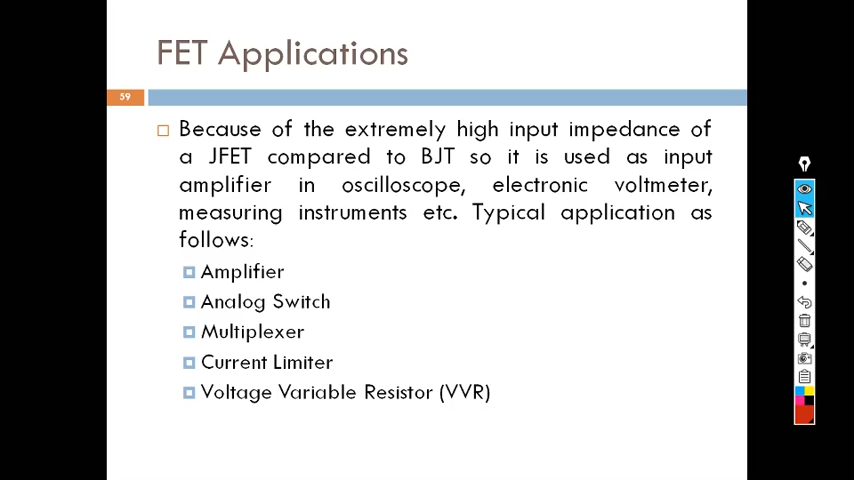 FET Applications
59
Because of the extremely high input impedance of
a JFET compared to BJT so it is used as input
amplifier in oscilloscope, electronic voltmeter,
measuring instruments etc. Typical application as
follows:
Amplifier
Analog Switch
Multiplexer
Current Limiter
Voltage Variable Resistor (VVR)